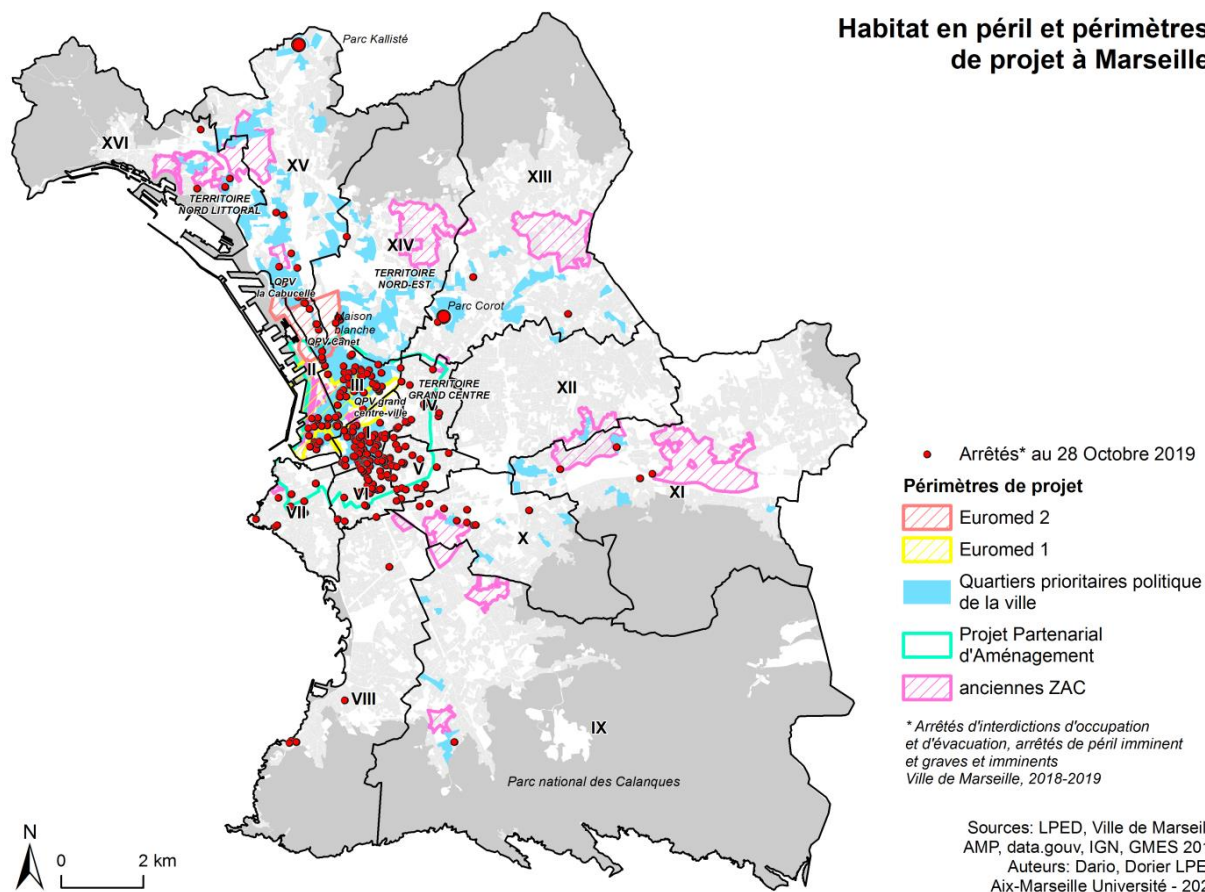 Habitat en péril et périmètres
de projet à Marseille
Parc Kallisté
XVI
XV
XIII
TERRITOIRE
NORD LITTORAL
XIV
TERRITOIRE
NORD-EST
QPV
la Cabucelle
Parc Corot
Maison
blanche
QPV Canet
II
III
XII
TERRITOIRE
GRAND CENTRE
QPV grand
centre-ville
IV
I
V
VI
XI
VII
X
VIII
IX
Parc national des Calanques
Arrêtés* au 28 Octobre 2019
Périmètres de projet
Euromed 2
Euromed 1
Quartiers prioritaires politique
de la ville
Projet Partenarial
d'Aménagement
anciennes ZAC
* Arrêtés d'interdictions d'occupation
et d'évacuation, arrêtés de péril imminent
et graves et imminents
Ville de Marseille, 2018-2019
N
0 2 km
Sources: LPED, Ville de Marseil
AMP, data.gouv, IGN, GMES 201
Auteurs: Dario, Dorier LPE
Aix-Marseille Université - 202